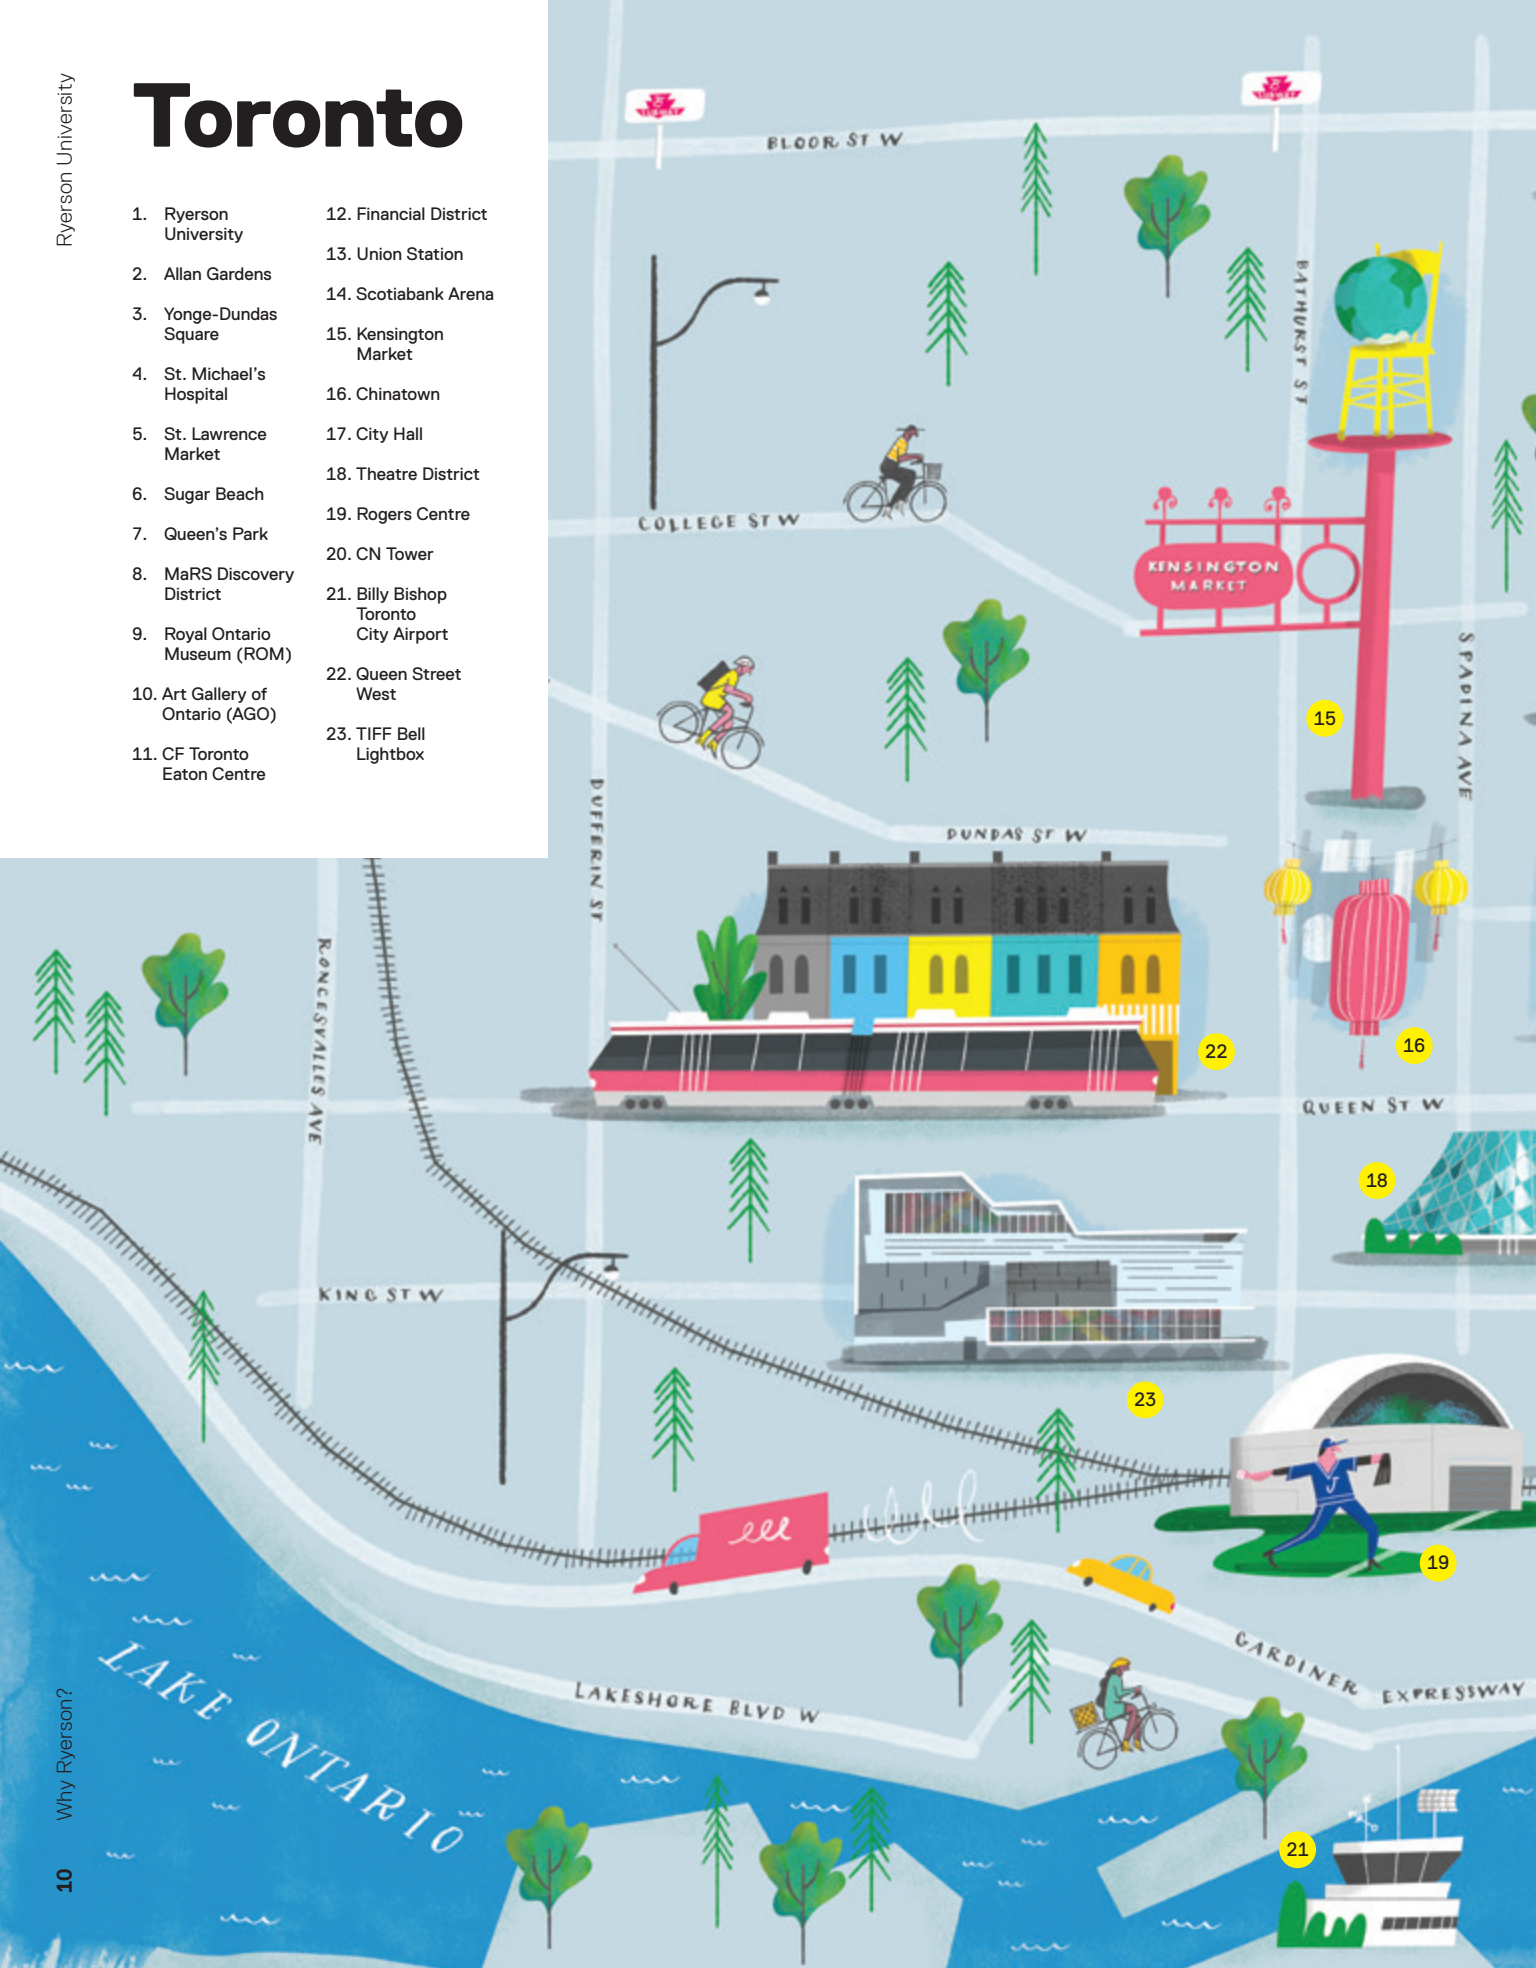 Ryerson University
Toronto
1. Ryerson
University
2. Allan Gardens
3. Yonge-Dundas
Square
4. St. Michael's
Hospital
5. St. Lawrence
Market
6. Sugar Beach
7. Queen's Park
8. MaRS Discovery
District
9. Royal Ontario
Museum (ROM)
10. Art Gallery of
Ontario (AGO)
11. CF Toronto
Eaton Centre
12. Financial District
13. Union Station
14. Scotiabank Arena
15. Kensington
Market
16. Chinatown
17. City Hall
18. Theatre District
19. Rogers Centre
20. CN Tower
21. Billy Bishop
Toronto
City Airport
22. Queen Street
West
23. TIFF Bell
Lightbox
SUBWAY
SUBWAY
BLOOR ST W
BATHURST ST
COLLEGE ST W
KENSINGTON
MARKET
SPADINA AVE
15
DUFFERIN ST
DUNDAS ST W
RONCESVALLES AVE
22
16
QUEEN ST W
18
KING ST W
23
J
19
GARDINER EXPRESSWAY
LAKESHORE BLVD W
LAKE ONTARIO
21
Why Ryerson?
10